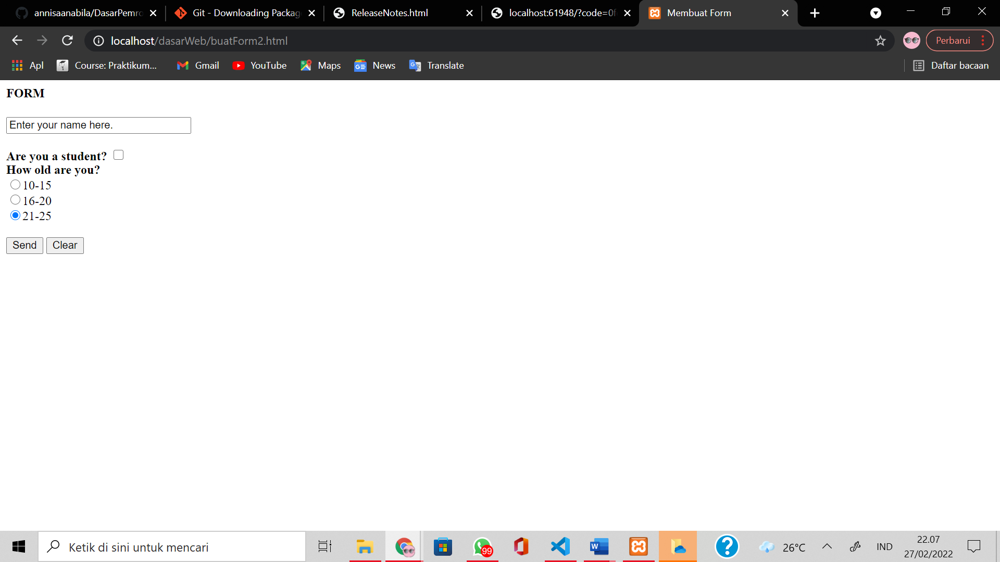 annisaanabila/DasarPemro
Git - Downloading Packag
ReleaseNotes.html
localhost:61948/?code=0f
Membuat Form
localhost/dasarWeb/buatForm2.html
Perbarui
Apl
Course: Praktikum...
Gmail
YouTube
Maps
News
Translate
Daftar bacaan
FORM
Enter your name here.
Are you a student?
How old are you?
10-15
16-20
21-25
Send Clear
Ketik di sini untuk mencari
99
26°C
IND
22.07
27/02/2022